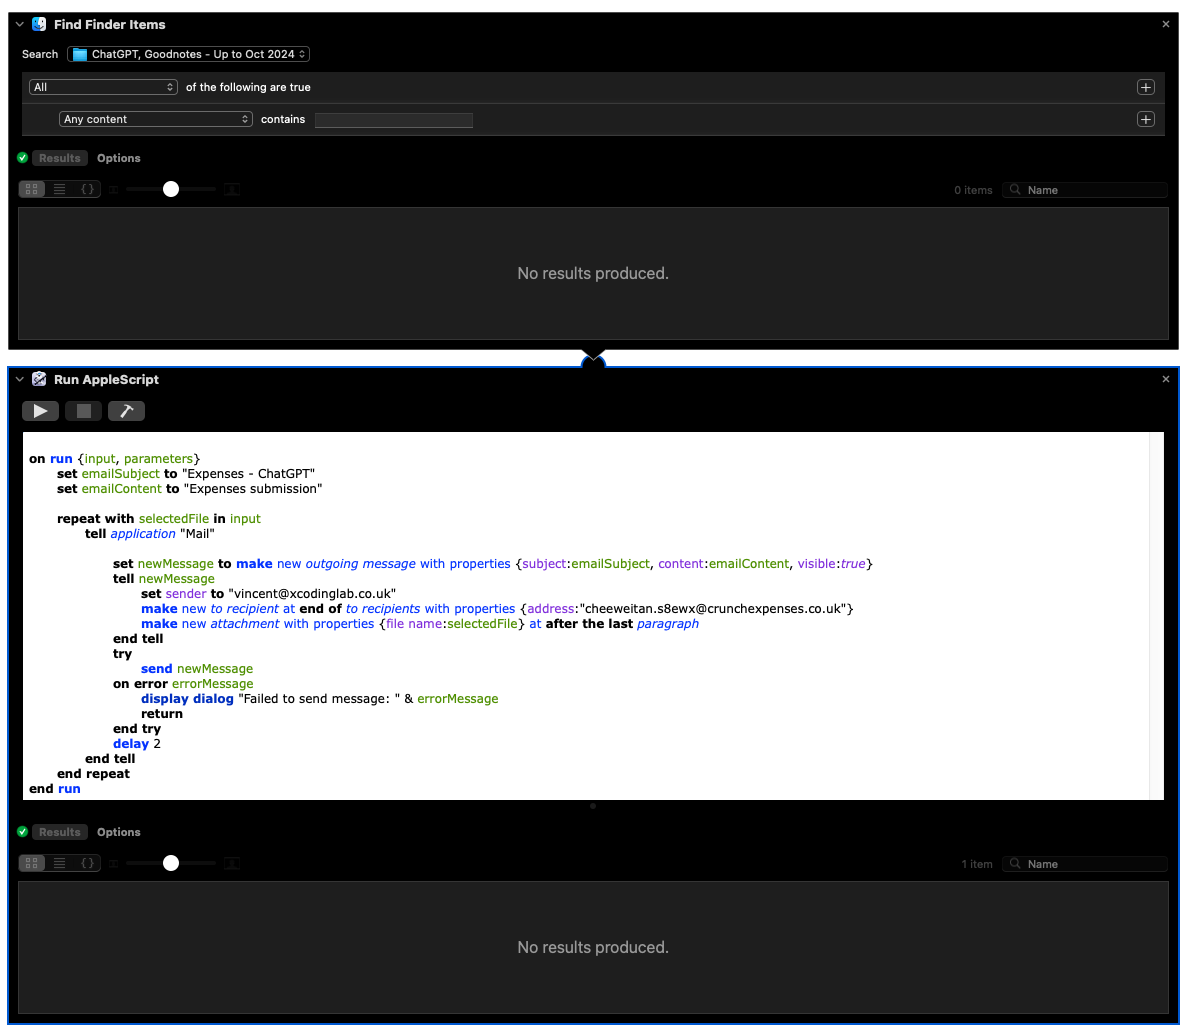 Find Finder Items
Search ChatGPT, Goodnotes - Up to Oct 2024
All of the following are true
Any content contains
Results Options
0 items Name
No results produced.
Run AppleScript
on run {input, parameters}
set emailSubject to "Expenses - ChatGPT"
set emailContent to "Expenses submission"
repeat with selectedFile in input
tell application "Mail"
set newMessage to make new outgoing message with properties {subject:emailSubject, content:emailContent, visible:true}
tell newMessage
set sender to "vincent@xcodinglab.co.uk"
make new to recipient at end of to recipients with properties {address:"cheeweitan.s8ewx@crunchexpenses.co.uk"}
make new attachment with properties {file name:selectedFile} at after the last paragraph
end tell
try
send newMessage
on error errorMessage
display dialog "Failed to send message: " & errorMessage
return
end try
delay 2
end tell
end repeat
end run
Results Options
1 item Name
No results produced.